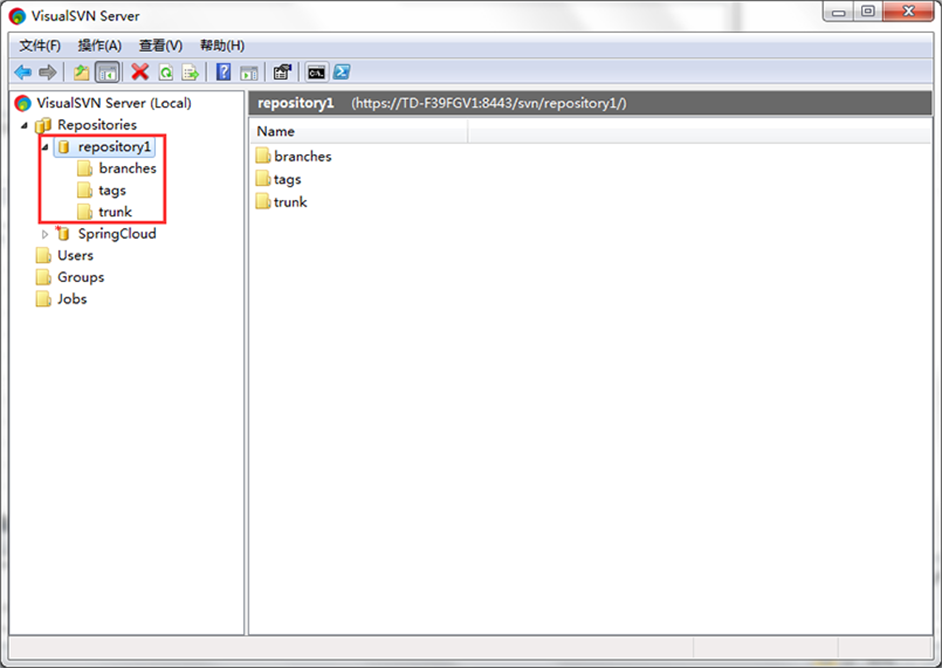 VisualSVN Server
文件(F) 操作(A) 查看(V) 帮助(H)
VisualSVN Server (Local)
Repositories
repository1
branches
tags
trunk
SpringCloud
Users
Groups
Jobs
repository1 (https://TD-F39FGV1:8443/svn/repository1/)
Name
branches
tags
trunk